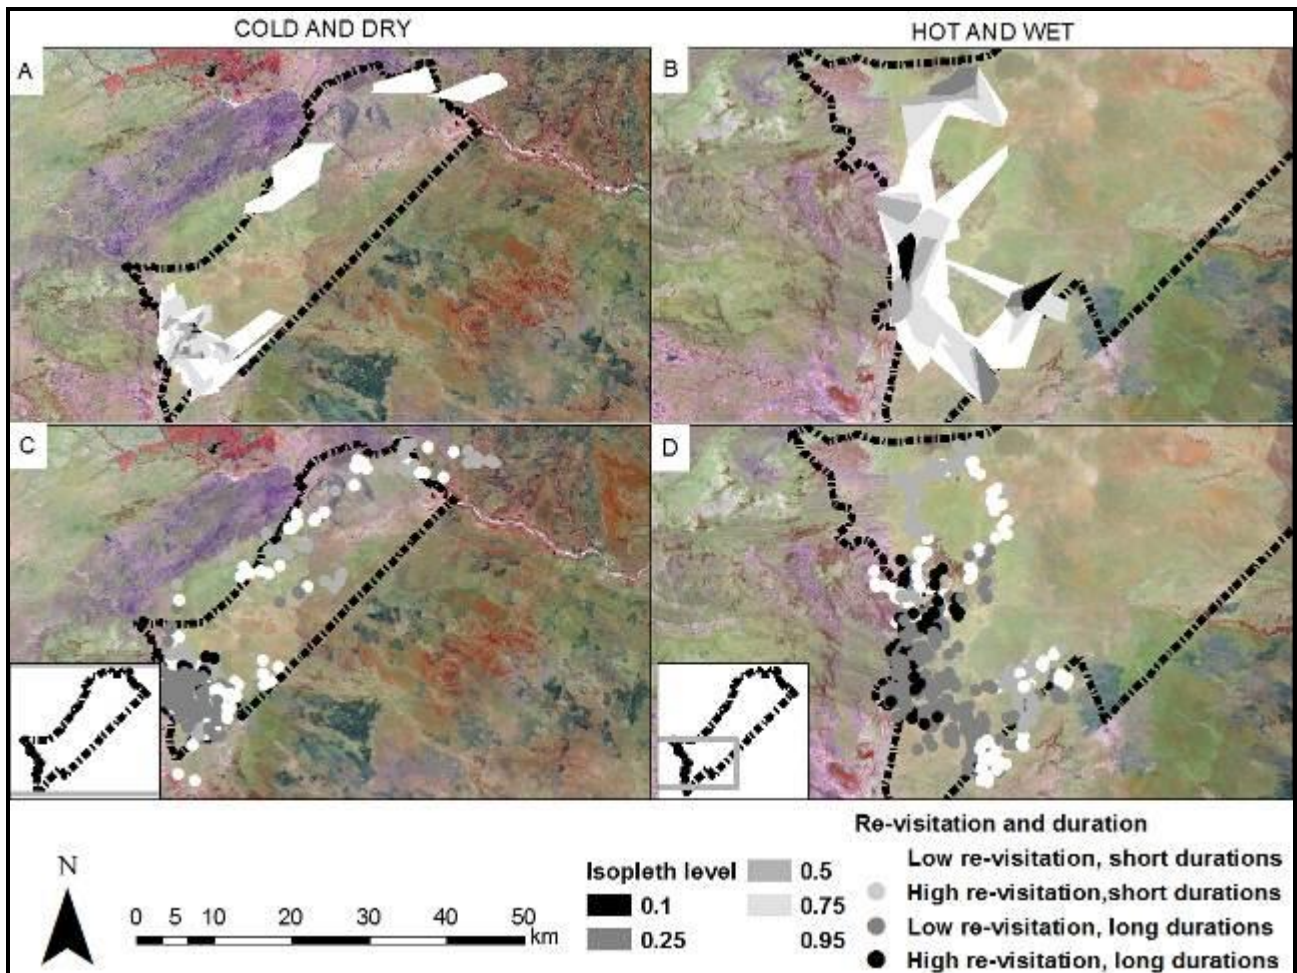 COLD AND DRY
HOT AND WET
A
B
C
D
Re-visitation and duration
Low re-visitation, short durations
High re-visitation,short durations
Low re-visitation, long durations
High re-visitation, long durations
Isopleth level
0.1
0.25
0.5
0.75
0.95
N
0 5 10 20 30 40 50
km